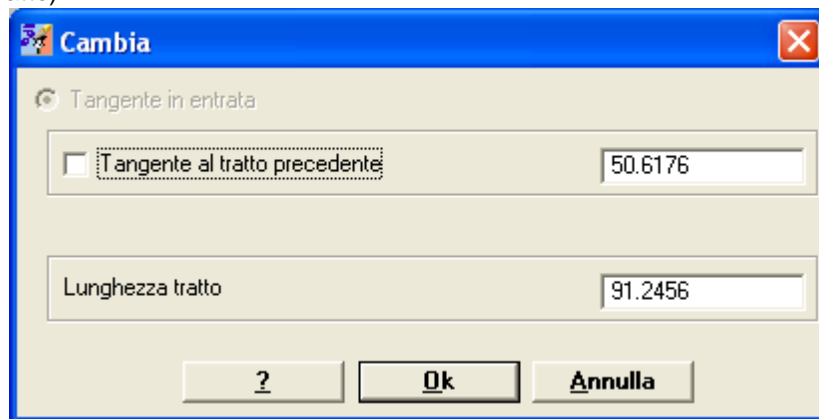 Cambia
Tangente in entrata
Tangente al tratto precedente 50.6176
Lunghezza tratto 91.2456
? Ok Annulla